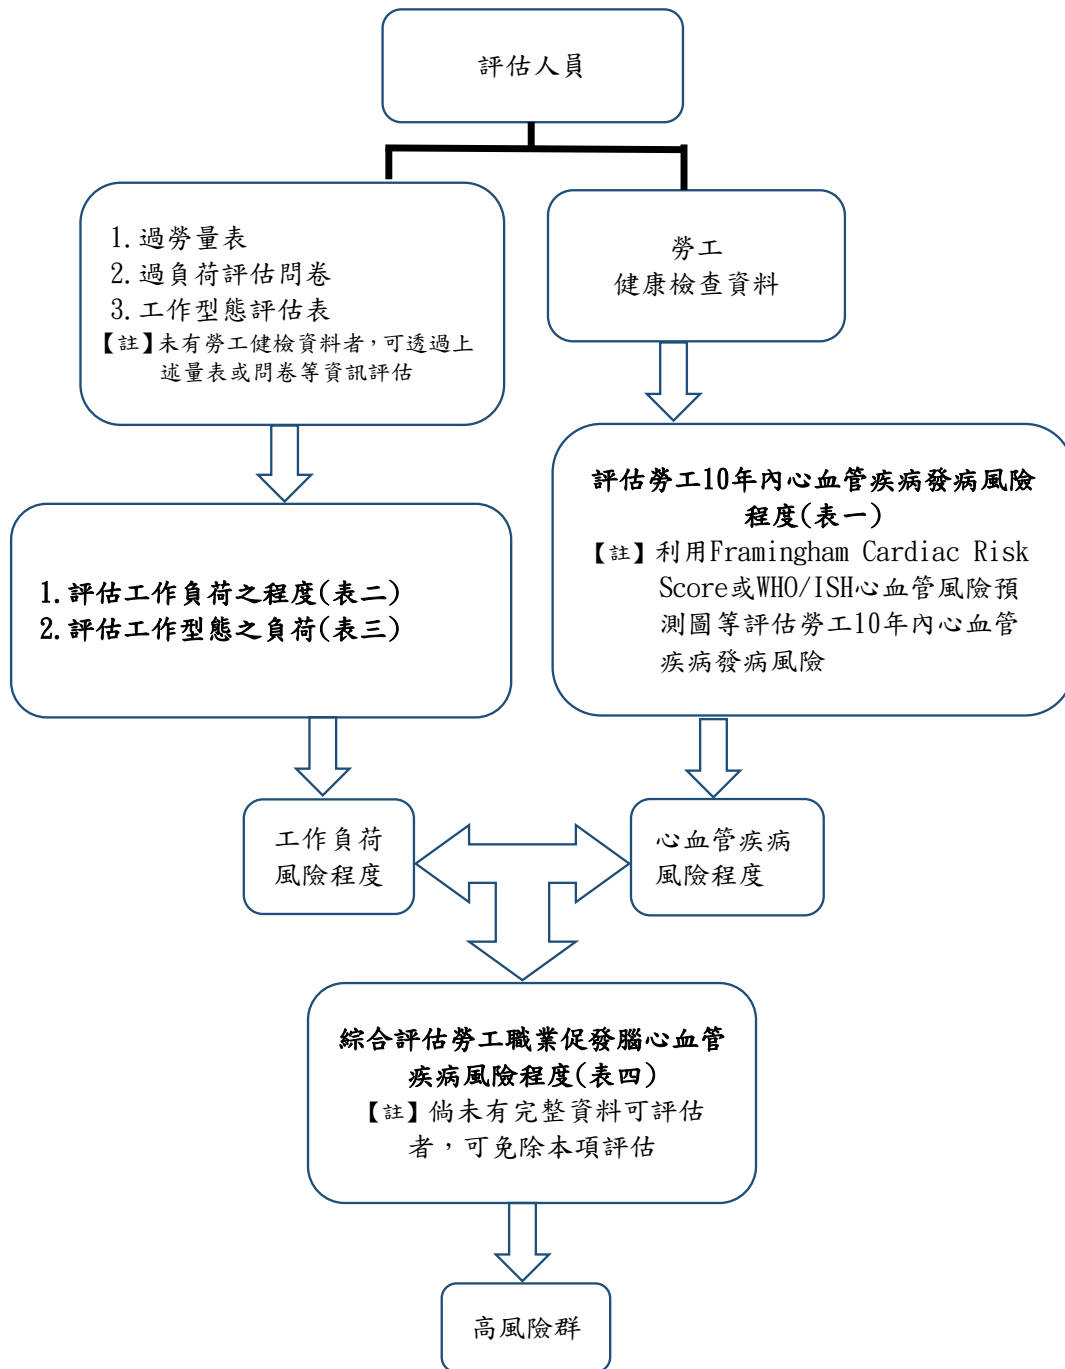 評估人員
1.過勞量表
2.過負荷評估問卷
3.工作型態評估表
【註】未有勞工健檢資料者，可透過上
述量表或問卷等資訊評估
勞工
健康檢查資料
1.評估工作負荷之程度(表二)
2.評估工作型態之負荷(表三)
評估勞工10年內心血管疾病發病風險
程度(表一)
【註】利用Framingham Cardiac Risk
Score或WHO/ISH心血管風險預
測圖等評估勞工10年內心血管
疾病發病風險
工作負荷
風險程度
心血管疾病
風險程度
綜合評估勞工職業促發腦心血管
疾病風險程度(表四)
【註】倘未有完整資料可評估
者，可免除本項評估
高風險群